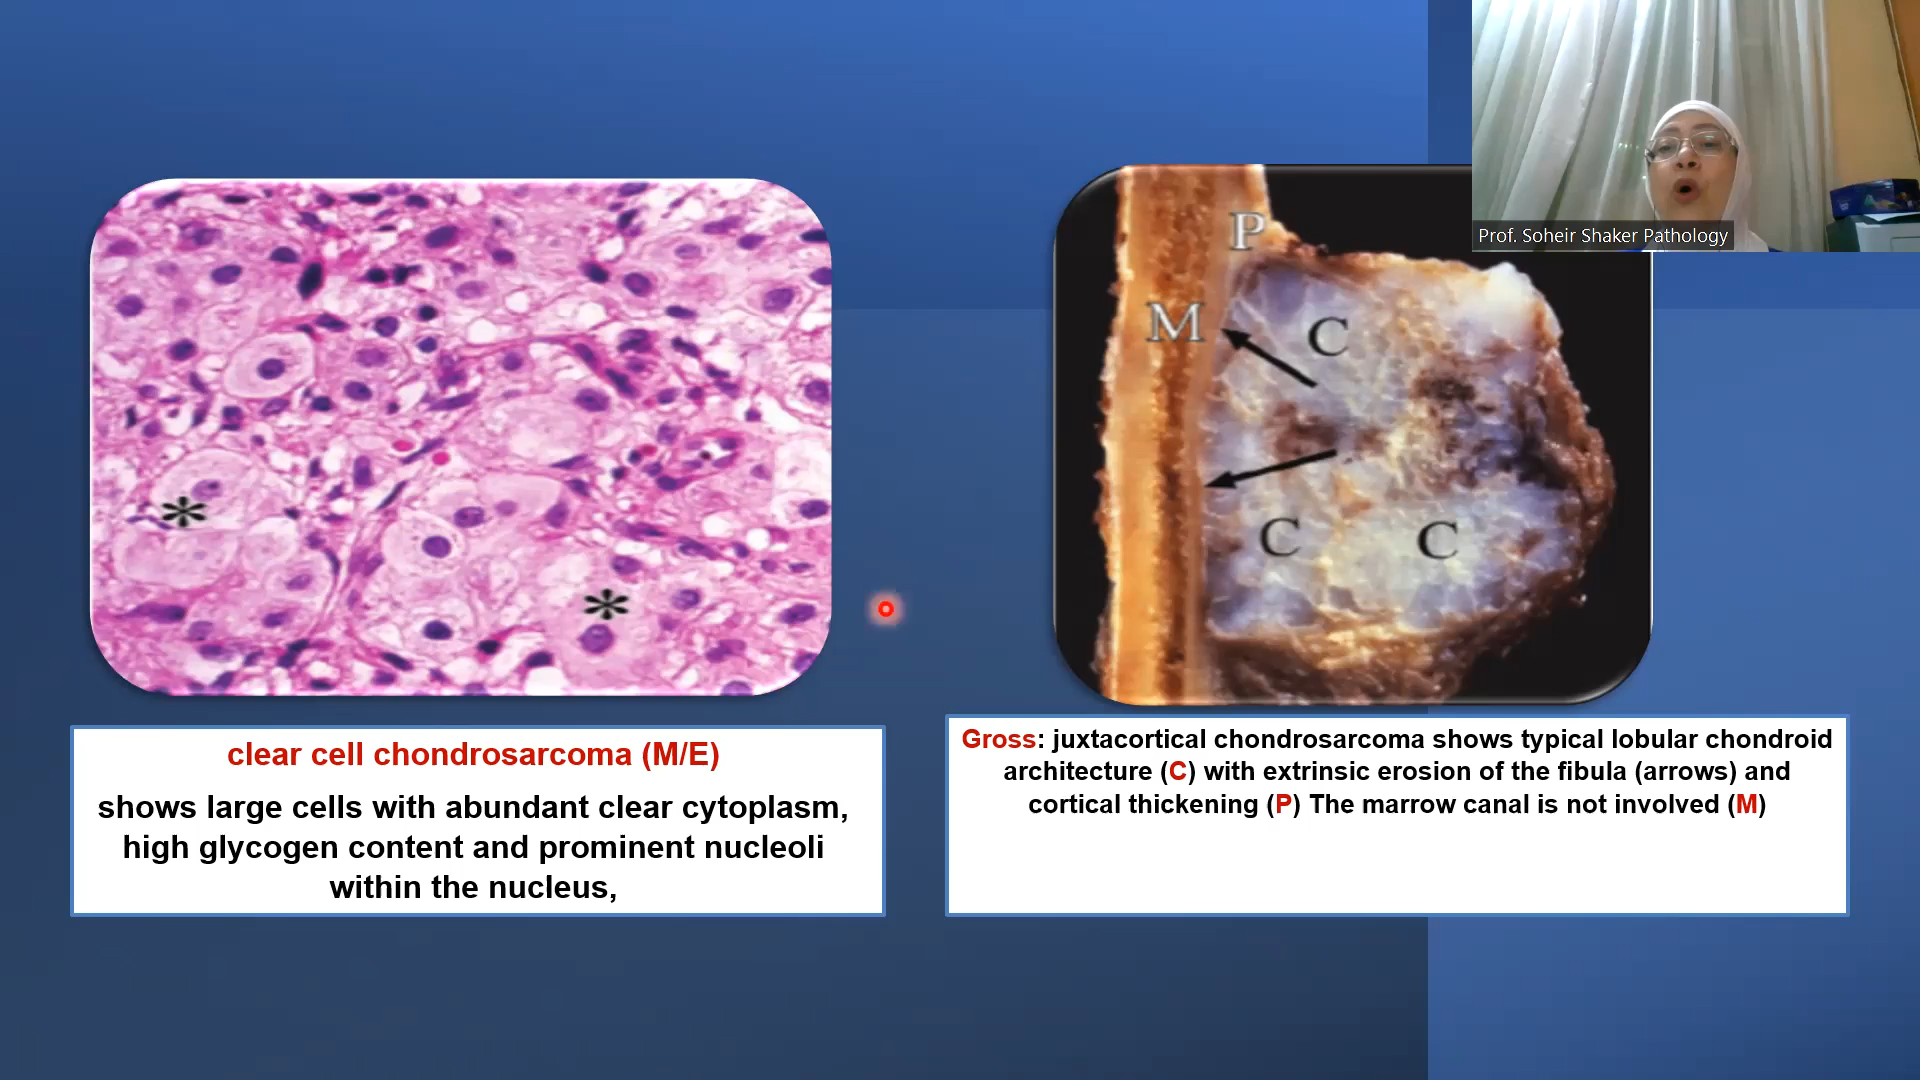 Prof. Soheir Shaker Pathology
P
M
C
C
C
*
*
clear cell chondrosarcoma (M/E)
shows large cells with abundant clear cytoplasm,
high glycogen content and prominent nucleoli
within the nucleus,
Gross: juxtacortical chondrosarcoma shows typical lobular chondroid
architecture (C) with extrinsic erosion of the fibula (arrows) and
cortical thickening (P) The marrow canal is not involved (M)